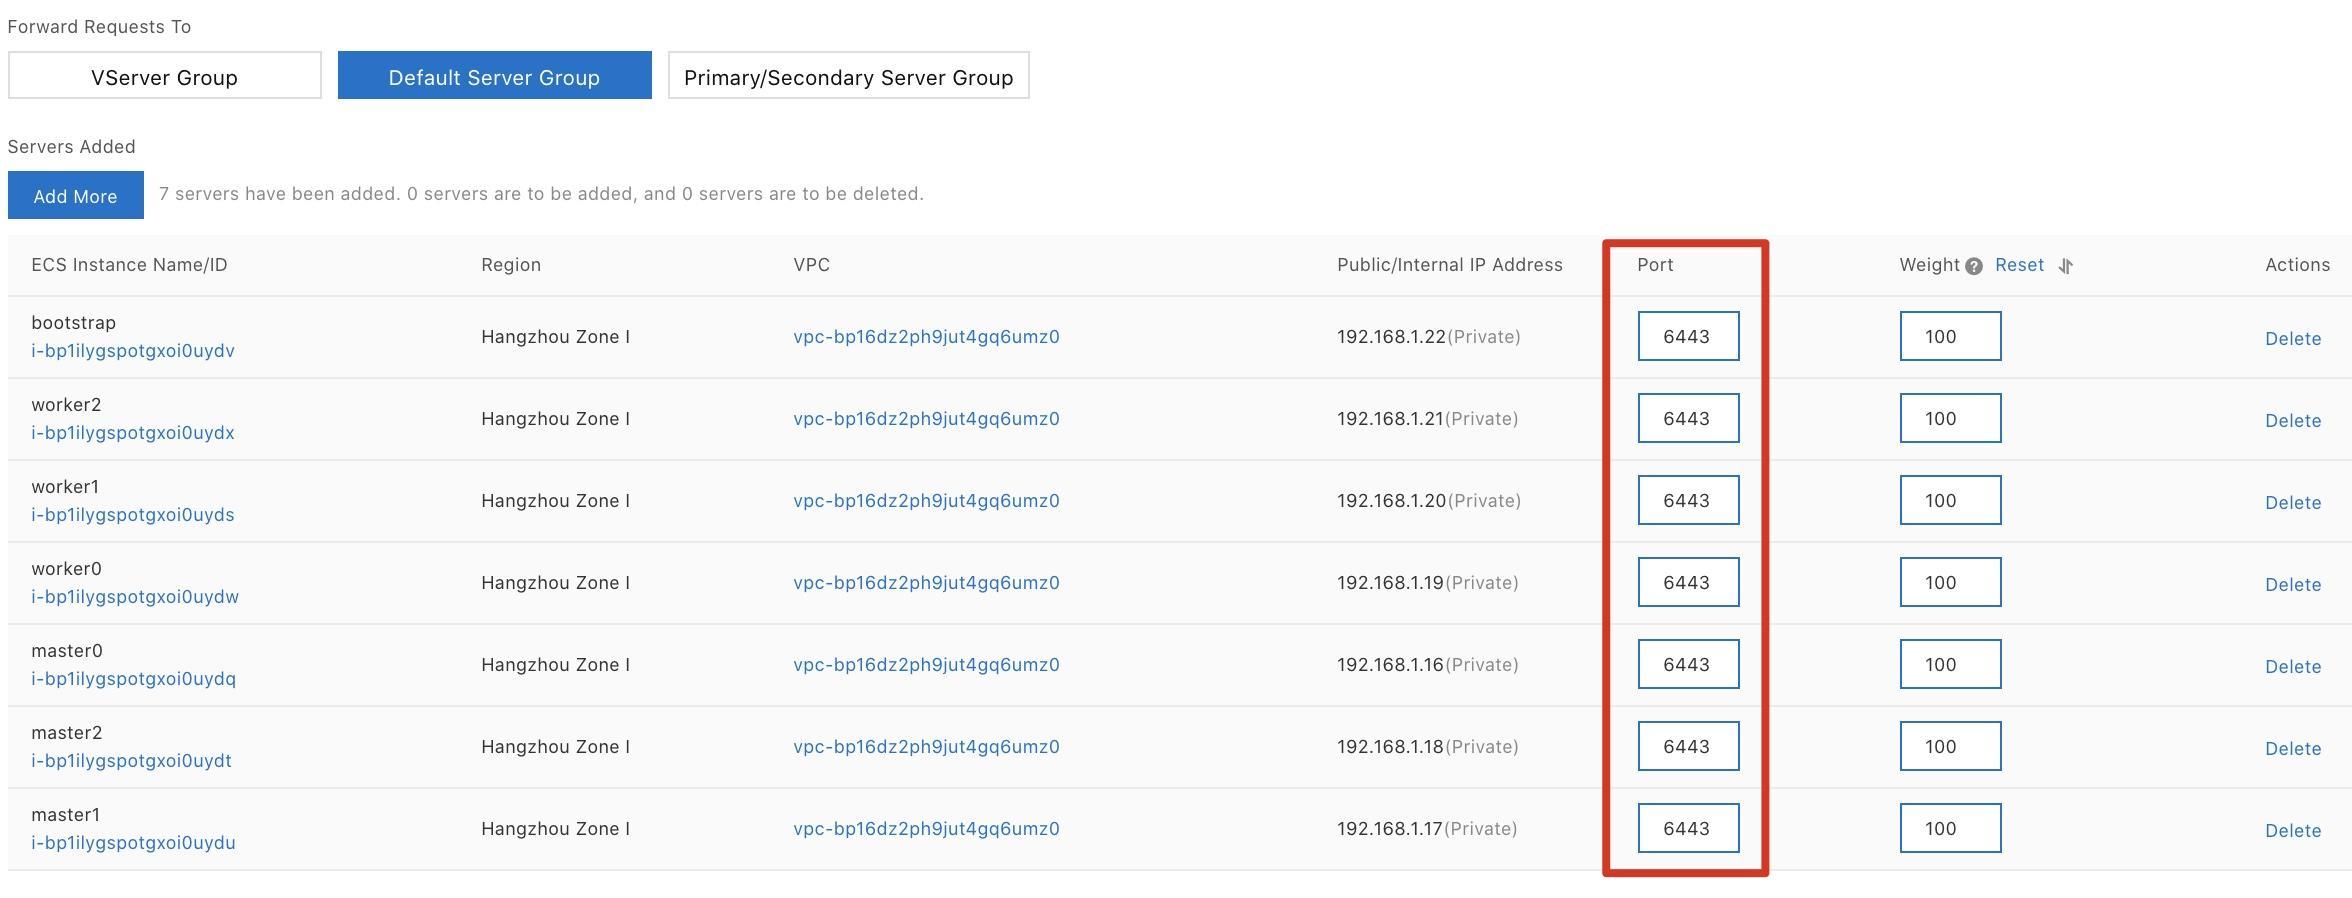 Forward Requests To
VServer Group Default Server Group Primary/Secondary Server Group
Servers Added
Add More 7 servers have been added. 0 servers are to be added, and 0 servers are to be deleted.
ECS Instance Name/ID Region VPC Public/Internal IP Address Port Weight ? Reset Actions
bootstrap
i-bp1ilygspotgxoi0uydv Hangzhou Zone I vpc-bp16dz2ph9jut4gq6umz0 192.168.1.22(Private) 6443 100 Delete
worker2
i-bp1ilygspotgxoi0uydx Hangzhou Zone I vpc-bp16dz2ph9jut4gq6umz0 192.168.1.21(Private) 6443 100 Delete
worker1
i-bp1ilygspotgxoi0uyds Hangzhou Zone I vpc-bp16dz2ph9jut4gq6umz0 192.168.1.20(Private) 6443 100 Delete
worker0
i-bp1ilygspotgxoi0uydw Hangzhou Zone I vpc-bp16dz2ph9jut4gq6umz0 192.168.1.19(Private) 6443 100 Delete
master0
i-bp1ilygspotgxoi0uydq Hangzhou Zone I vpc-bp16dz2ph9jut4gq6umz0 192.168.1.16(Private) 6443 100 Delete
master2
i-bp1ilygspotgxoi0uydt Hangzhou Zone I vpc-bp16dz2ph9jut4gq6umz0 192.168.1.18(Private) 6443 100 Delete
master1
i-bp1ilygspotgxoi0uydu Hangzhou Zone I vpc-bp16dz2ph9jut4gq6umz0 192.168.1.17(Private) 6443 100 Delete